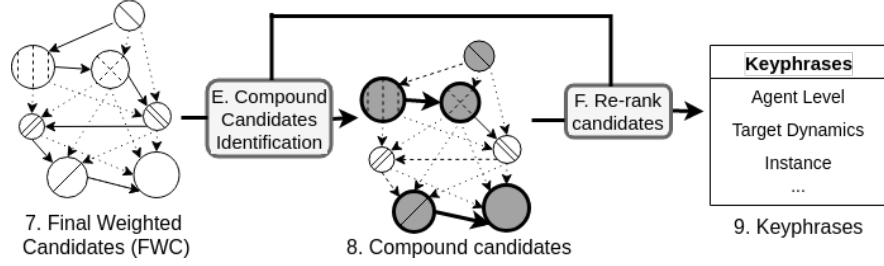 E. Compound
Candidates
Identification
F. Re-rank
candidates
Keyphrases
Agent Level
Target Dynamics
Instance
...
7. Final Weighted
Candidates (FWC)
8. Compound candidates
9. Keyphrases